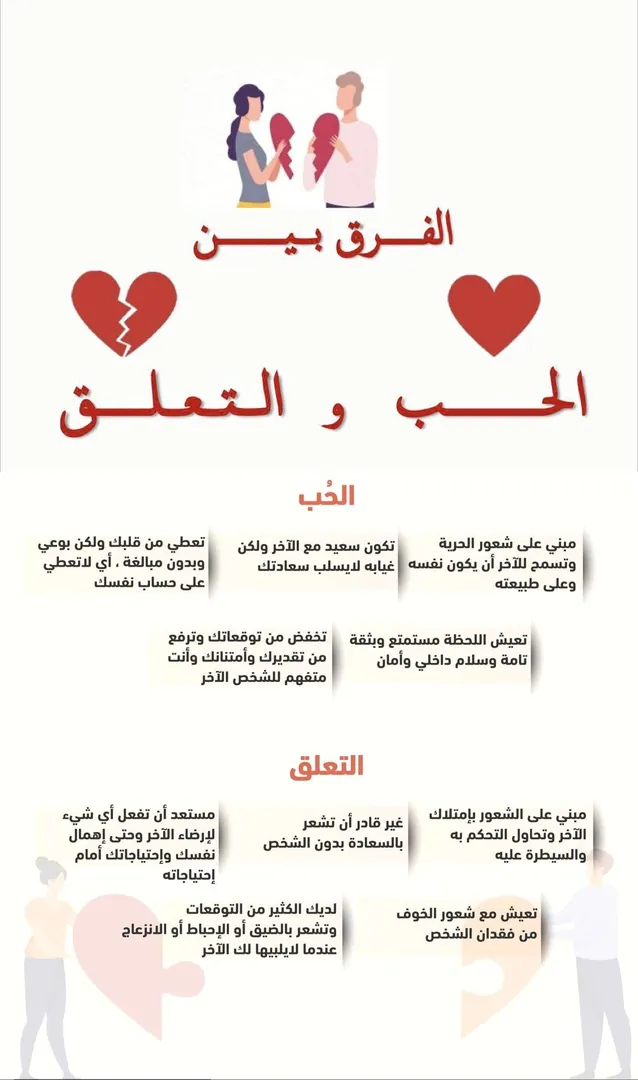 الفرق بين
الحب و التعلق
الحُب
مبني على شعور الحرية
وتسمح للآخر أن يكون نفسه
وعلى طبيعته
تكون سعيد مع الآخر ولكن
غيابه لايسلب سعادتك
تعطي من قلبك ولكن بوعي
وبدون مبالغة ، أي لاتعطي
على حساب نفسك
تعيش اللحظة مستمتع وبثقة
تامة وسلام داخلي وأمان
تخفض من توقعاتك وترفع
من تقديرك وأمتنانك وأنت
متفهم للشخص الآخر
التعلق
مبني على الشعور بإمتلاك
الآخر وتحاول التحكم به
والسيطرة عليه
غير قادر أن تشعر
بالسعادة بدون الشخص
مستعد أن تفعل أي شيء
لإرضاء الآخر وحتى إهمال
نفسك وإحتياجاتك أمام
إحتياجاته
تعيش مع شعور الخوف
من فقدان الشخص
لديك الكثير من التوقعات
وتشعر بالضيق أو الإحباط أو الانزعاج
عندما لايلبيها لك الآخر